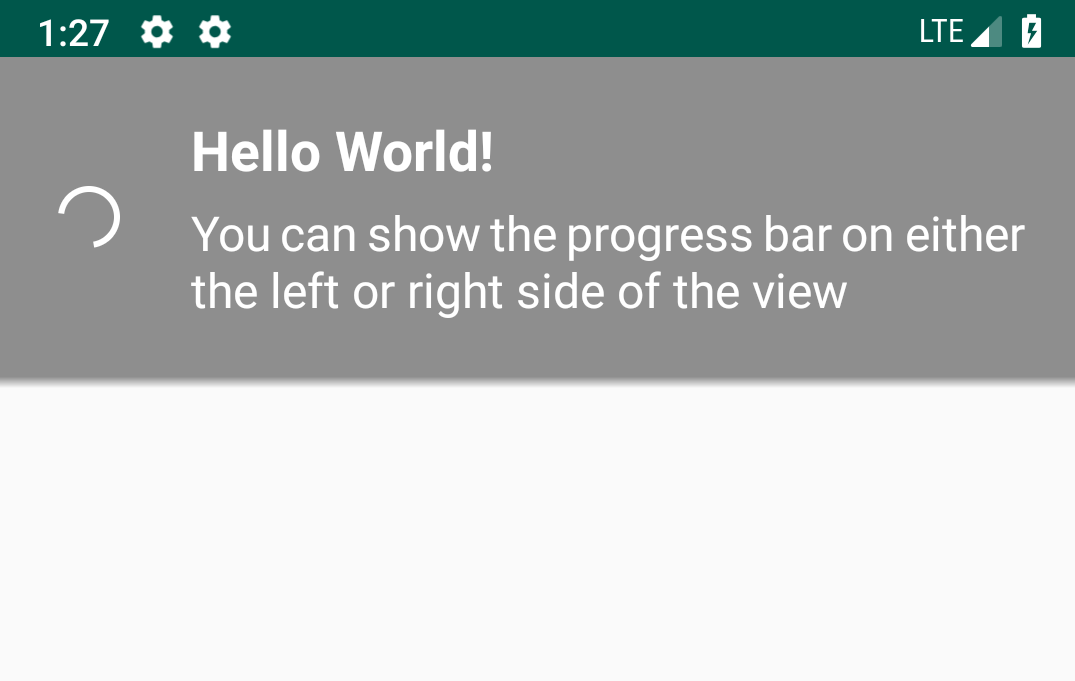 1:27 LTE
Hello World!
You can show the progress bar on either
the left or right side of the view